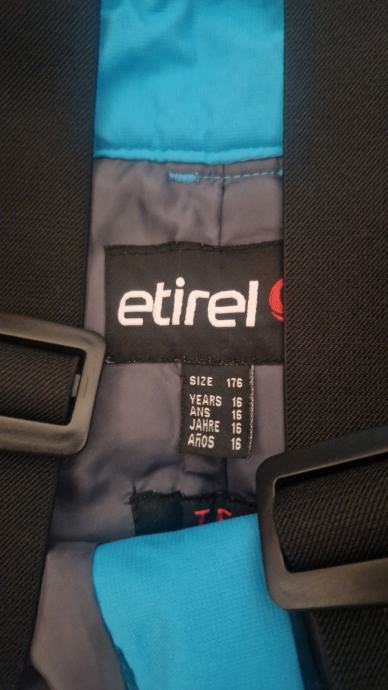 etirel
SIZE 176
YEARS 16
ANS 16
JAHRE 16
AÑOS 16